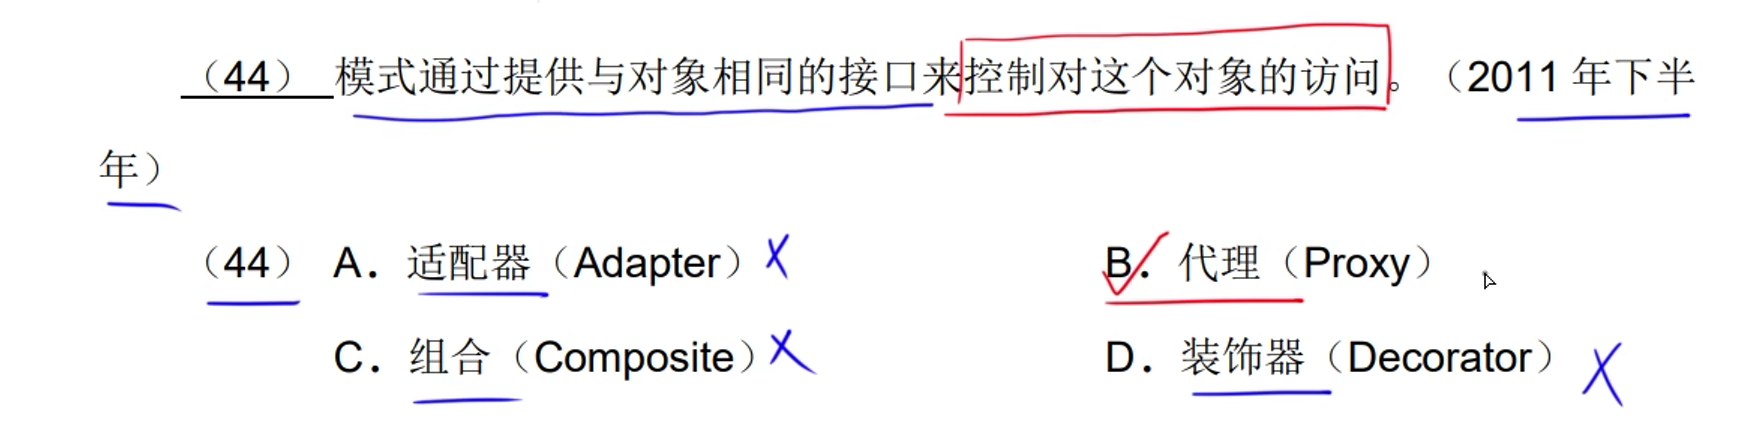 （44）模式通过提供与对象相同的接口来控制对这个对象的访问。（2011 年下半
年）
（44） A．适配器（Adapter） B．代理（Proxy）
C．组合（Composite） D．装饰器（Decorator）